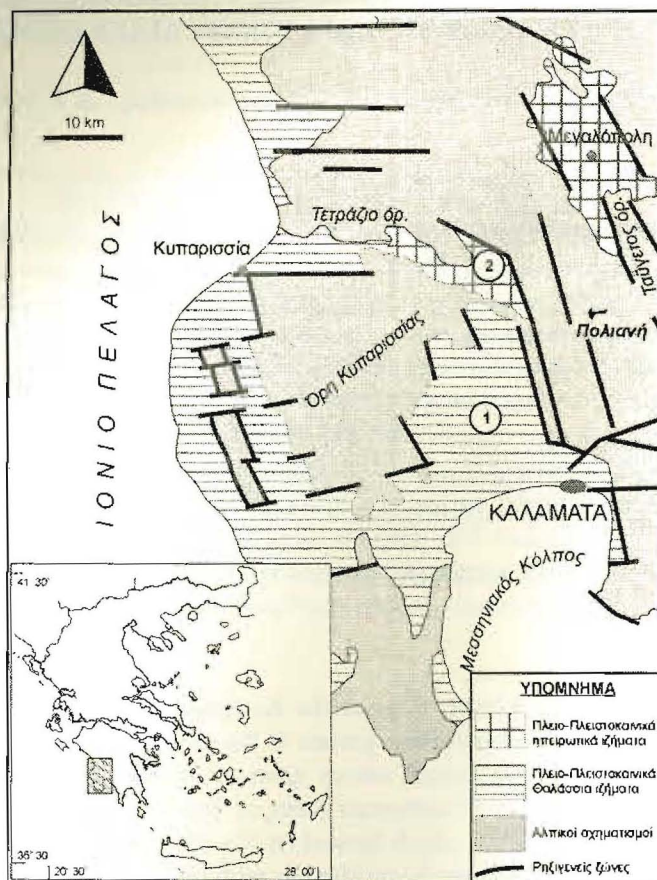 10 km
Μεγαλόπολη
Ταΰγετος όρ.
Τετράζιο όρ.
Κυπαρισσία
2
Πολιανή
Όρη Κυπαρισσίας
1
ΙΟΝΙΟ ΠΕΛΑΓΟΣ
ΚΑΛΑΜΑΤΑ
Μεσσηνιακός Κόλπος
41 30'
36° 30'
20° 30'
28° 00'
ΥΠΟΜΝΗΜΑ
Πλειο-Πλειστοκαινικά
ηπειρωτικά ιζήματα
Πλειο-Πλειστοκαινικά
Θαλάσσια ιζήματα
Αλπικοί σχηματισμοί
Ρηξιγενείς ζώνες